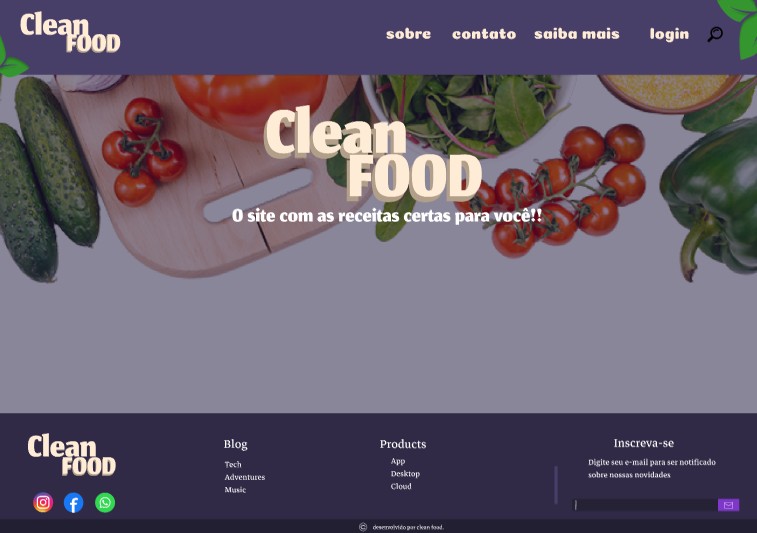 Clean
FOOD
sobre contato saiba mais login
Clean
FOOD
O site com as receitas certas para você!!
Clean
FOOD
Blog
Tech
Adventures
Music
Products
App
Desktop
Cloud
Inscreva-se
Digite seu e-mail para ser notificado
sobre nossas novidades
© desenvolvido por clean food.